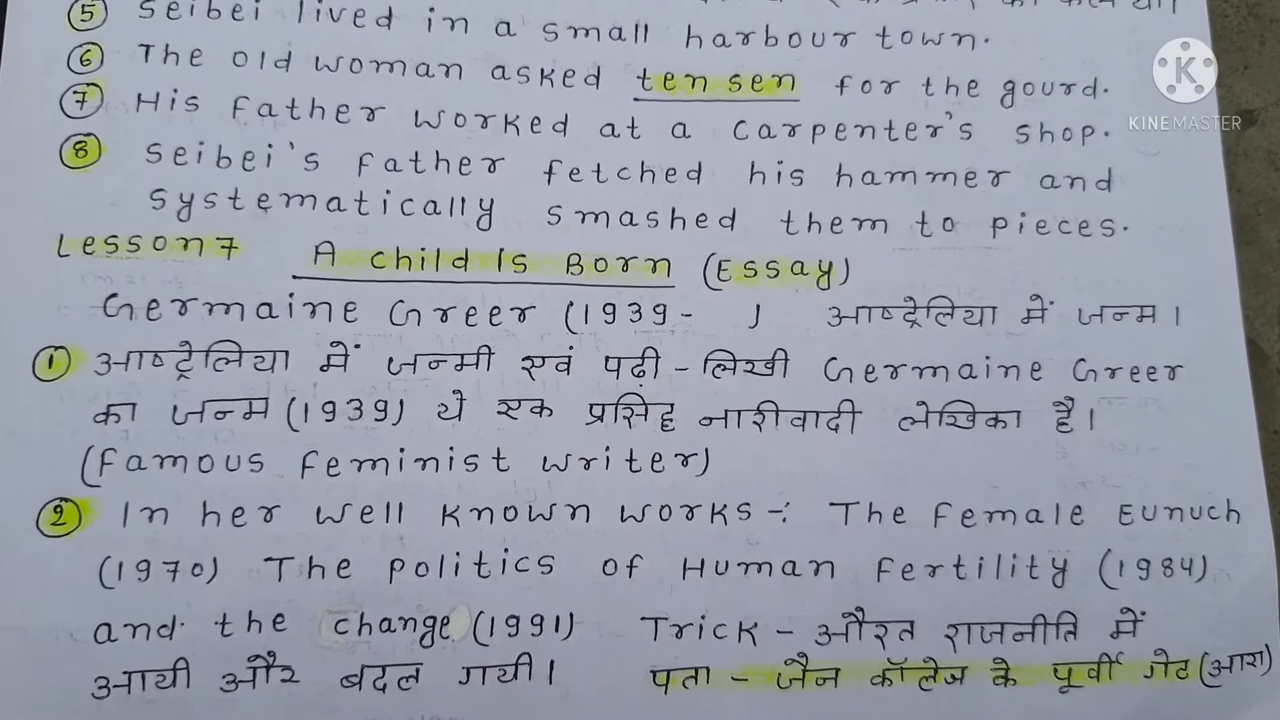 ⑤ Seibei lived in a small harbour town.
⑥ The old woman asked ten sen for the gourd.
⑦ His Father worked at a carpenter's shop.
⑧ Seibei's Father fetched his hammer and
systematically smashed them to pieces.
Lesson 7 A Child Is Born (Essay)
Germaine Greer (1939- ) आष्ट्रेलिया में जन्म।
① आष्ट्रेलिया में जन्मी एवं पढ़ी - लिखी Germaine Greer
का जन्म (1939) ये एक प्रसिद्ध नारीवादी लेखिका है।
(Famous Feminist writer)
② In her well known works -: The Female Eunuch
(1970) The Politics of Human Fertility (1984)
and the change (1991) Trick - औरत राजनीति में
आयी और बदल गयी। पता - जैन कॉलेज के पूर्वी गेट (आरा)
KINEMASTER